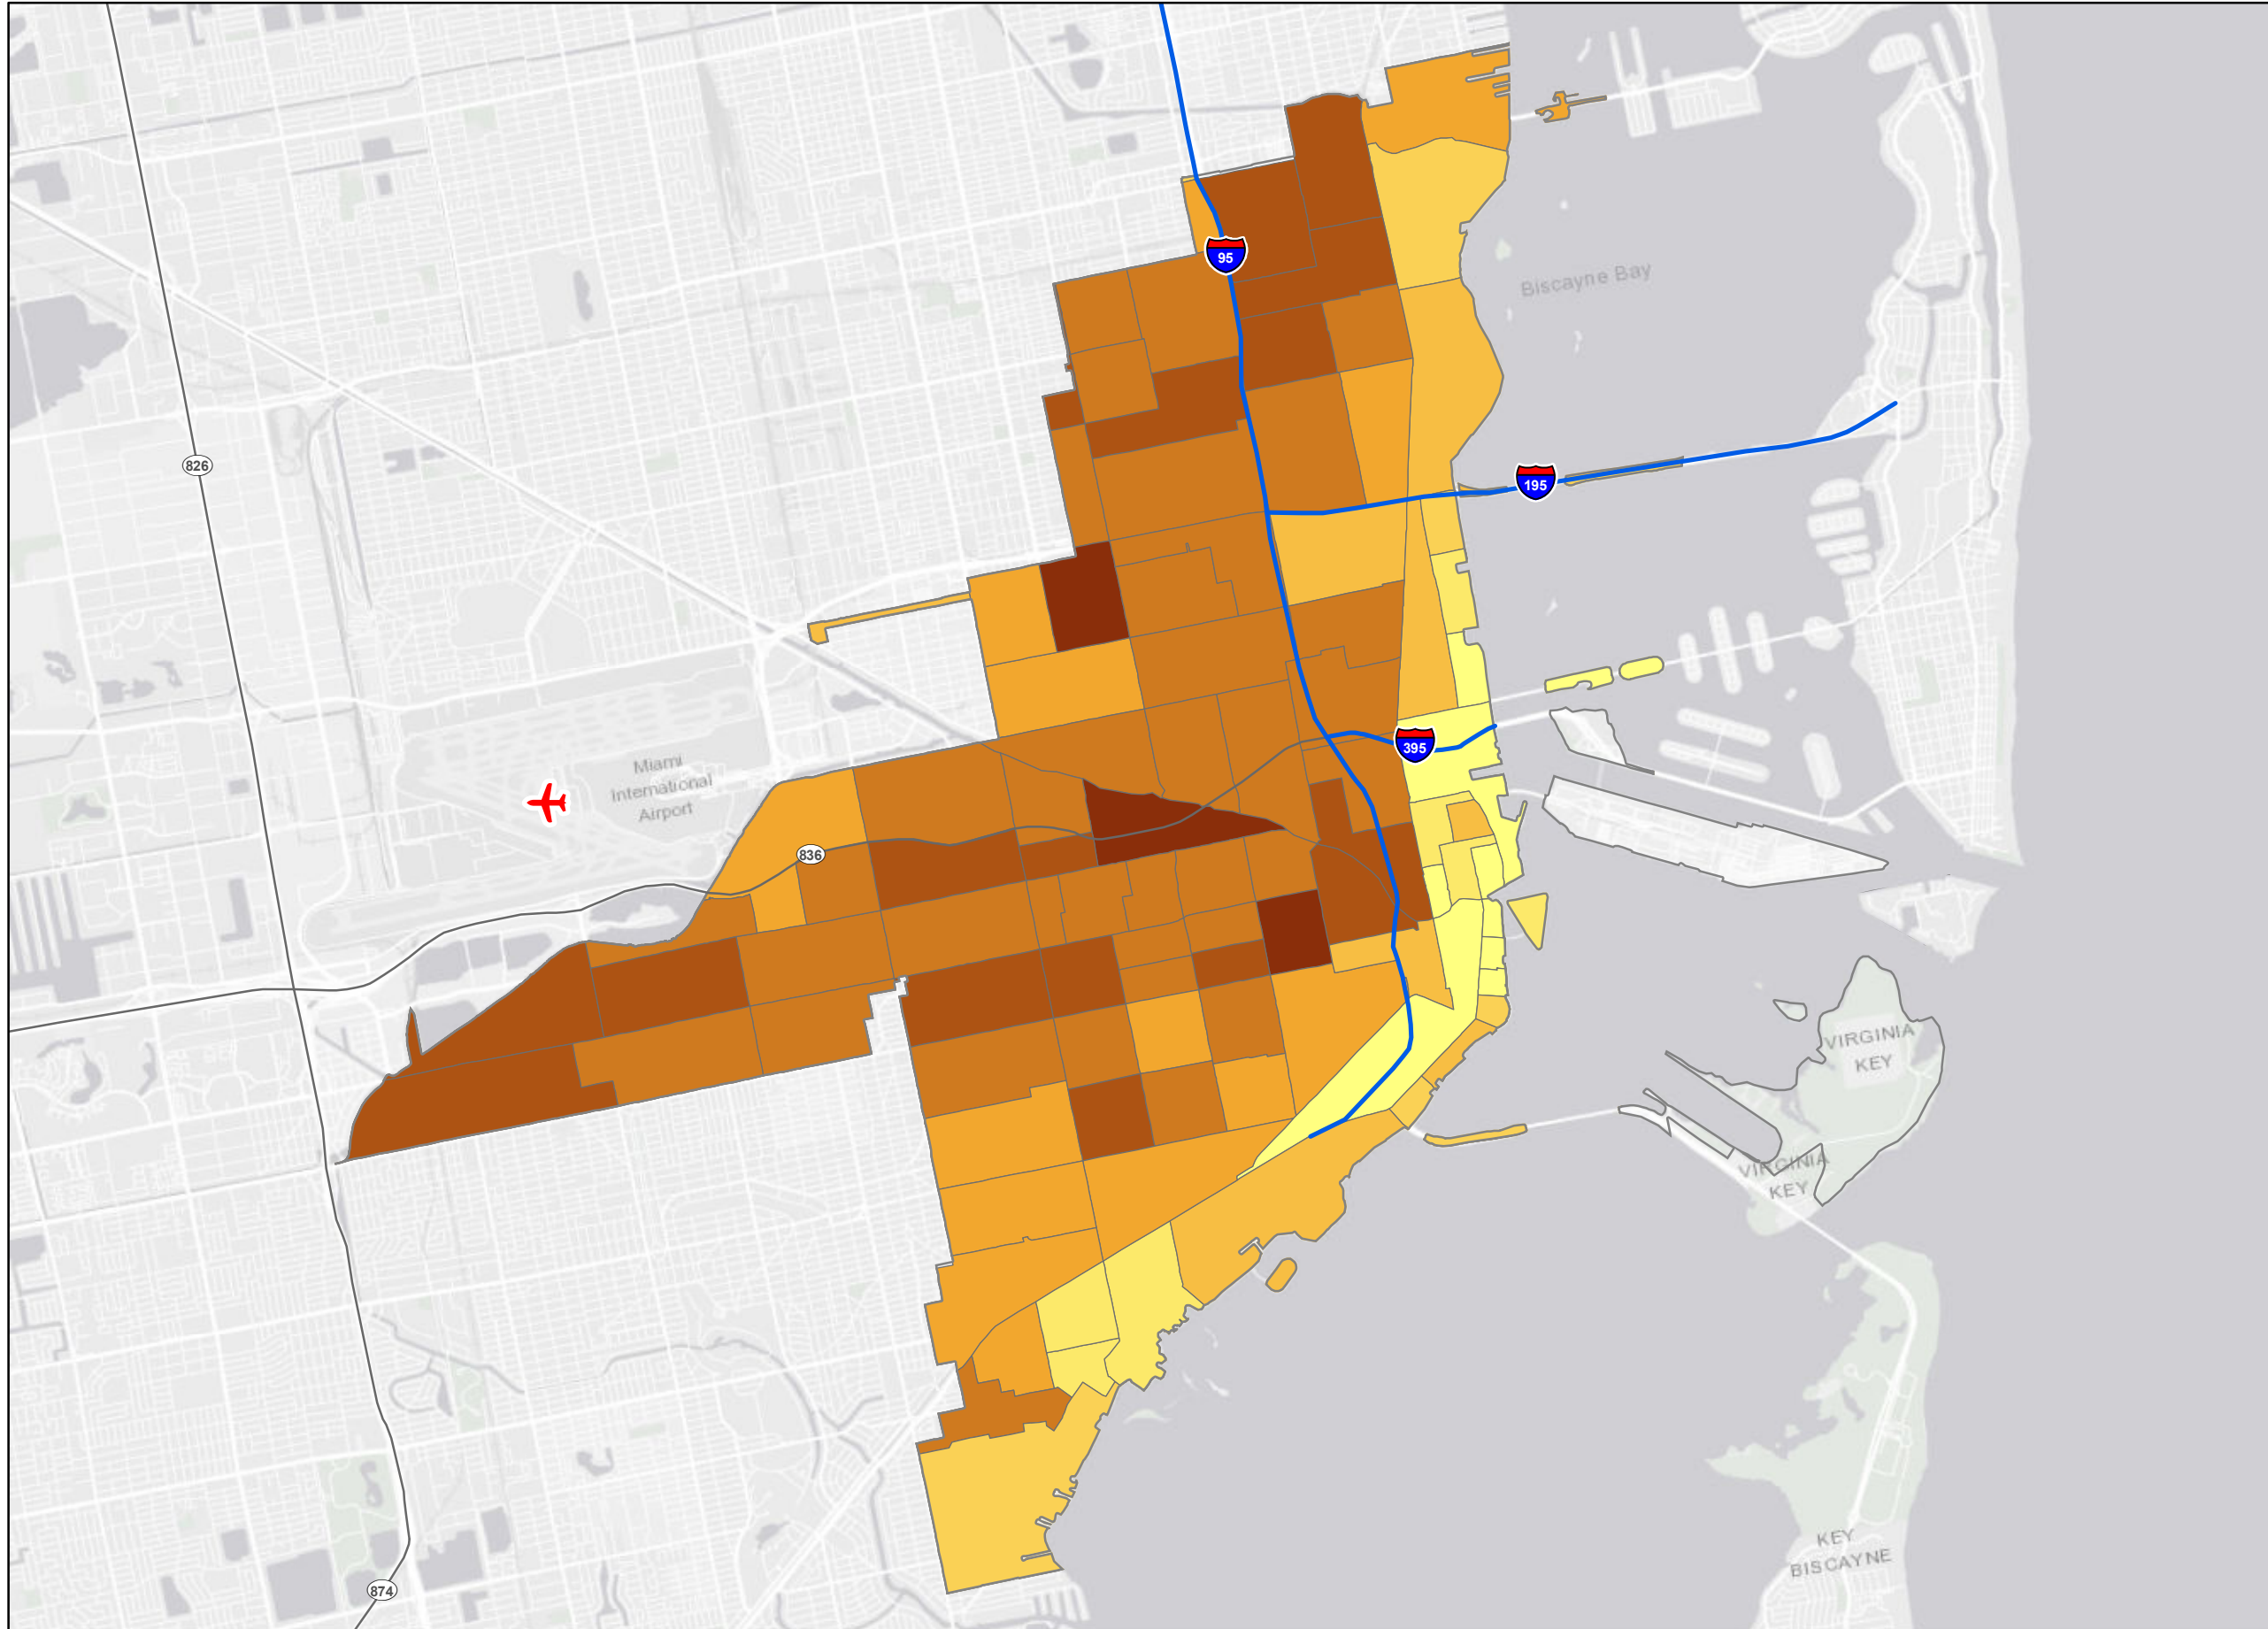 95
Biscayne Bay
826
195
395
Miami
International
Airport
836
VIRGINIA
KEY
VIRGINIA
KEY
KEY
BISCAYNE
874